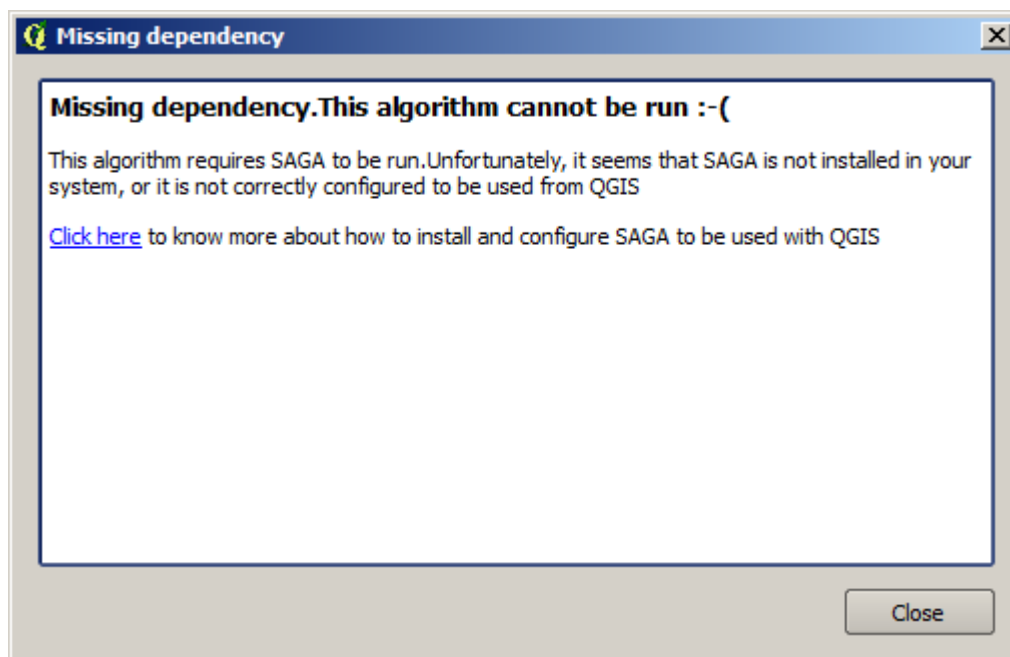 Missing dependency
Missing dependency.This algorithm cannot be run :-(
This algorithm requires SAGA to be run.Unfortunately, it seems that SAGA is not installed in your
system, or it is not correctly configured to be used from QGIS
Click here to know more about how to install and configure SAGA to be used with QGIS
Close